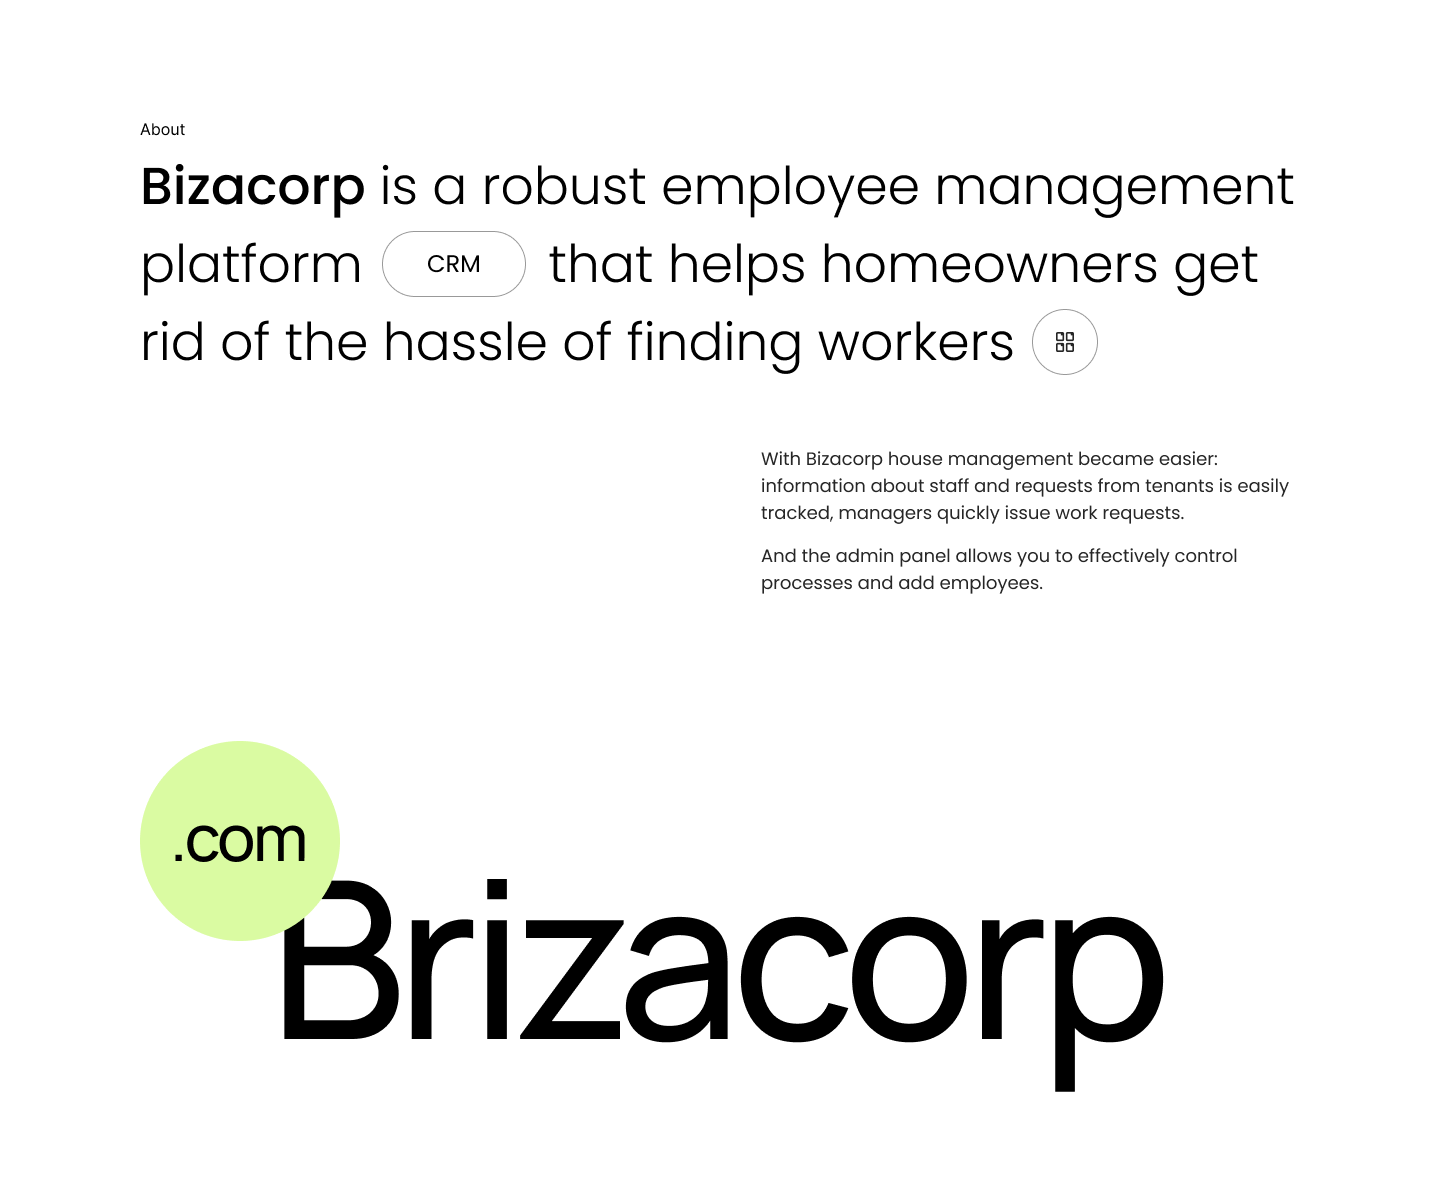 About
Bizacorp is a robust employee management
platform CRM that helps homeowners get
rid of the hassle of finding workers
With Bizacorp house management became easier:
information about staff and requests from tenants is easily
tracked, managers quickly issue work requests.
And the admin panel allows you to effectively control
processes and add employees.
.com
Brizacorp